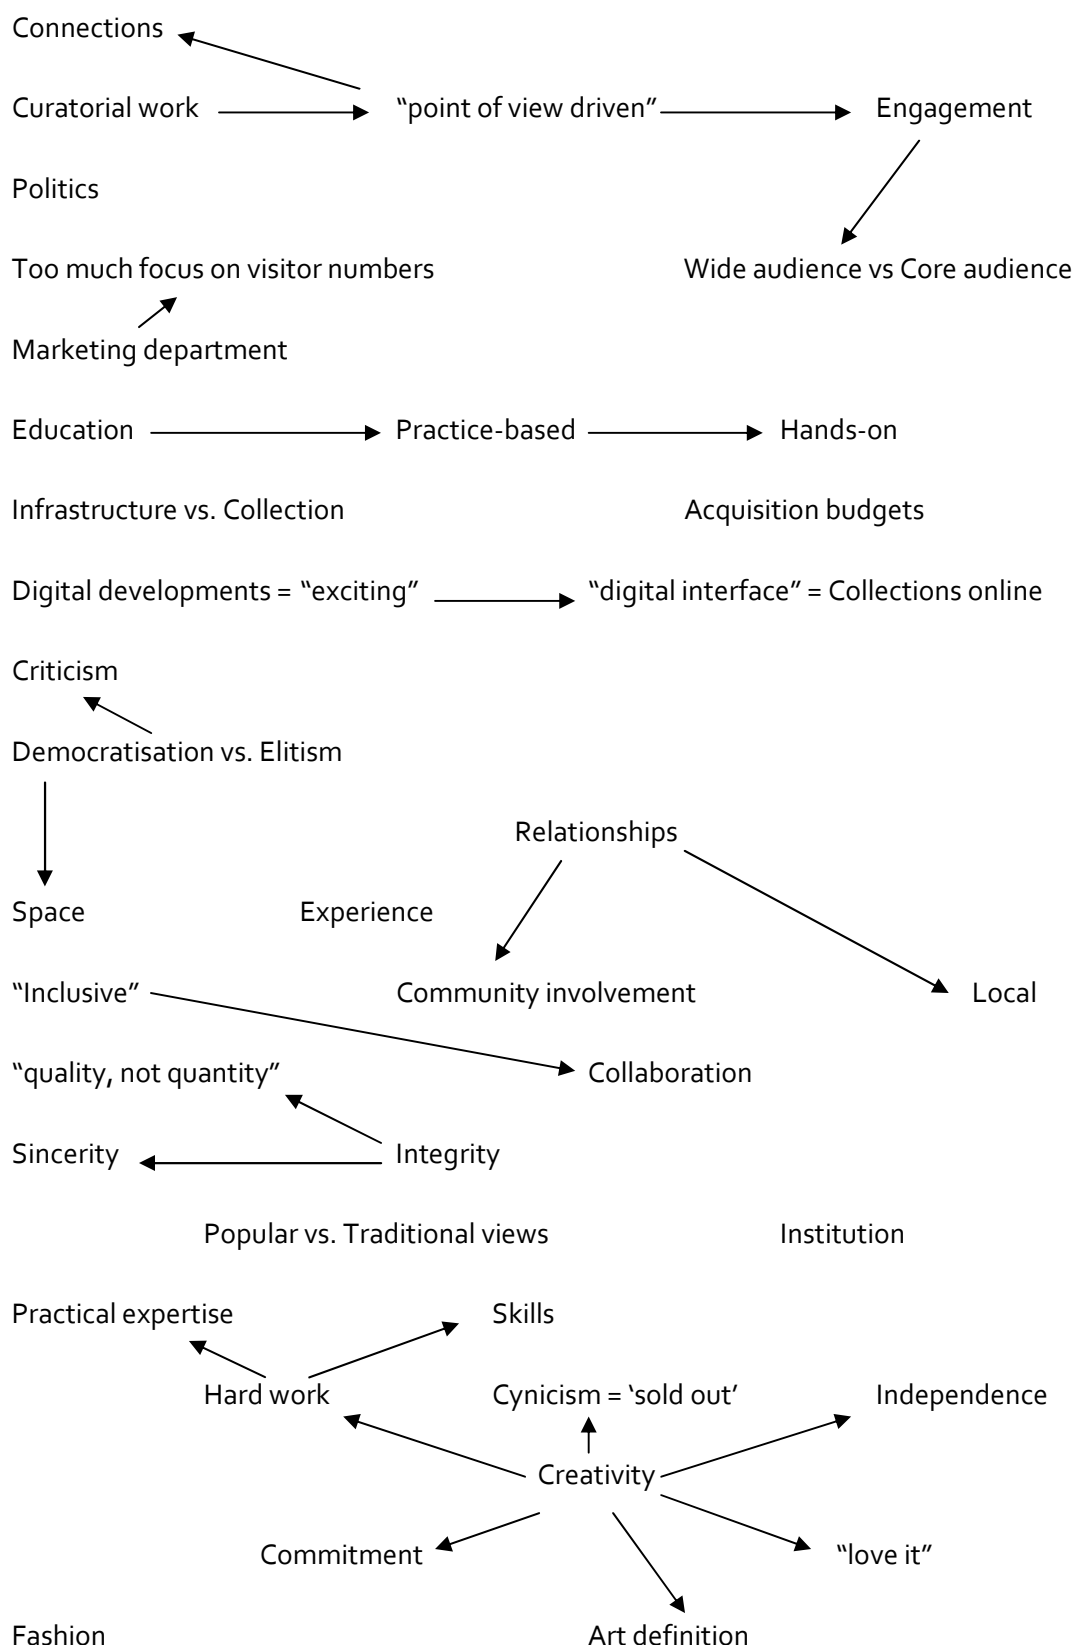 Connections
Curatorial work “point of view driven” Engagement
Politics
Too much focus on visitor numbers Wide audience vs Core audience
Marketing department
Education Practice-based Hands-on
Infrastructure vs. Collection Acquisition budgets
Digital developments = “exciting” “digital interface” = Collections online
Criticism
Democratisation vs. Elitism
Relationships
Space Experience
“Inclusive” Community involvement Local
“quality, not quantity” Collaboration
Sincerity Integrity
Popular vs. Traditional views Institution
Practical expertise Skills
Hard work Cynicism = ‘sold out’ Independence
Creativity
Commitment “love it”
Fashion Art definition